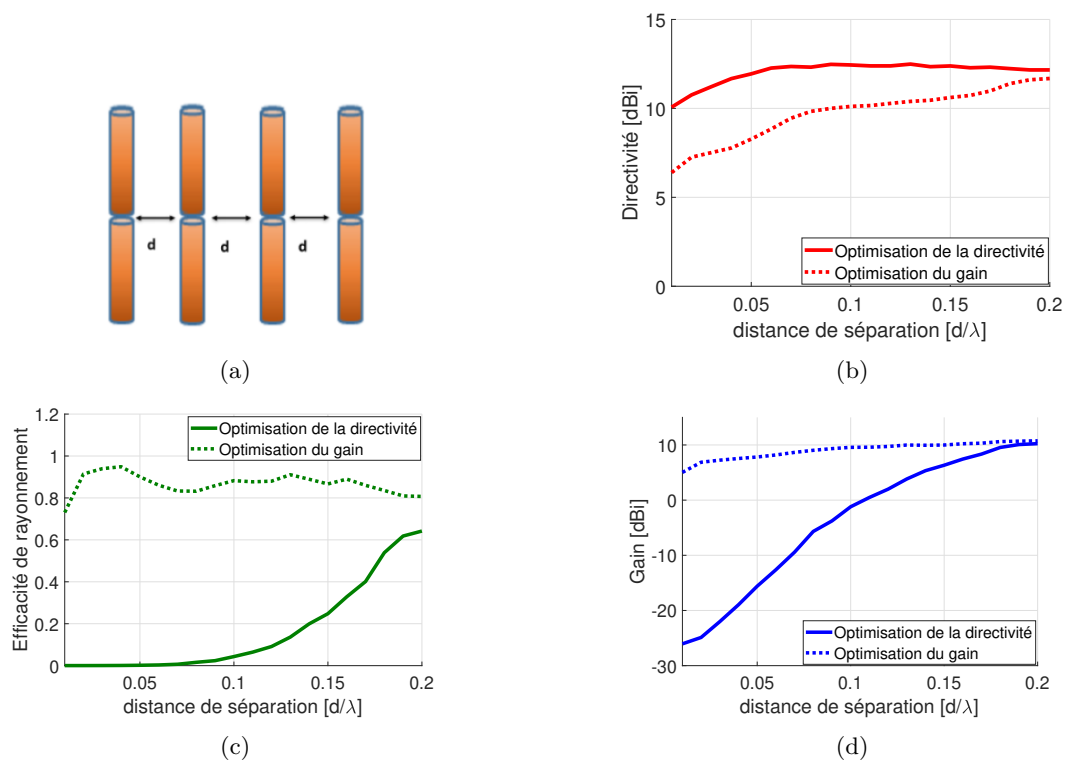 d d d
(a)
15
10
5
0
Directivité [dBi]
Optimisation de la directivité
Optimisation du gain
0.05 0.1 0.15 0.2
distance de séparation [d/λ]
(b)
1.2
1
0.8
0.6
0.4
0.2
0
Efficacité de rayonnement
Optimisation de la directivité
Optimisation du gain
0.05 0.1 0.15 0.2
distance de séparation [d/λ]
(c)
10
0
-10
-20
-30
Gain [dBi]
Optimisation de la directivité
Optimisation du gain
0.05 0.1 0.15 0.2
distance de séparation [d/λ]
(d)